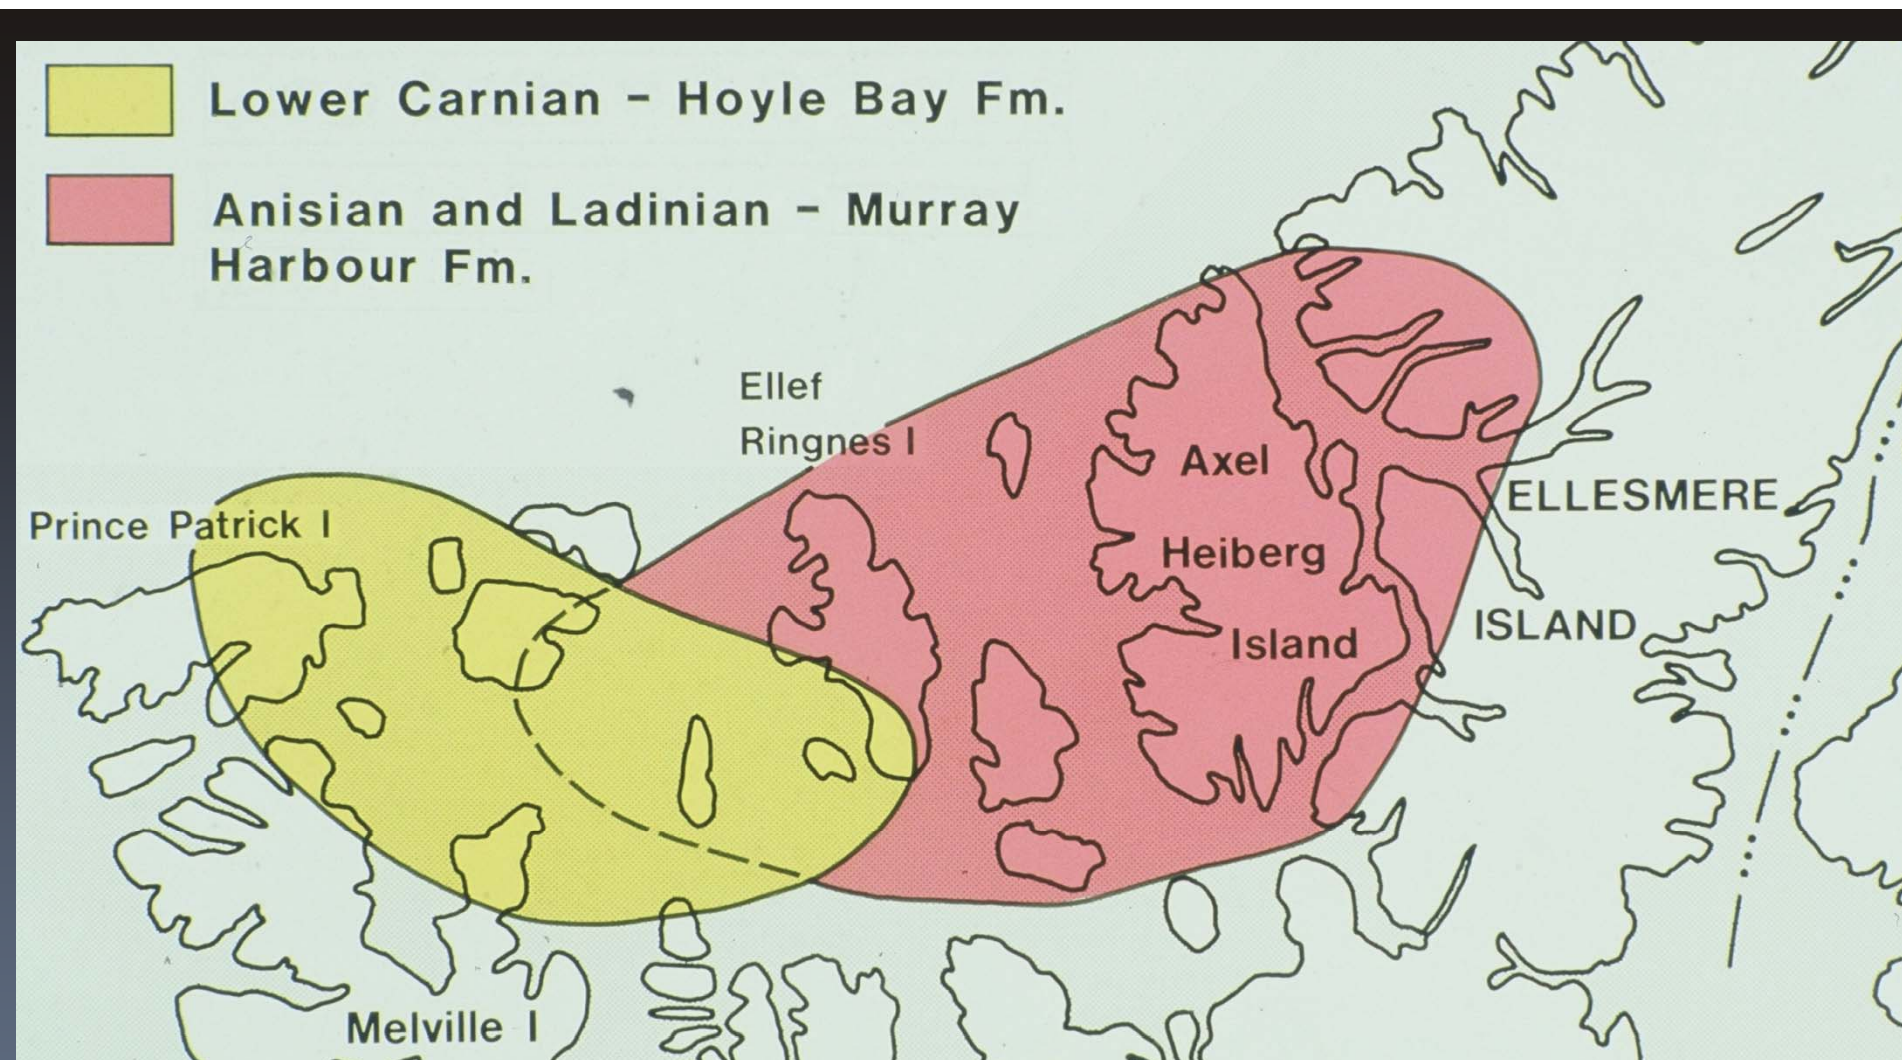 Lower Carnian - Hoyle Bay Fm.
Anisian and Ladinian - Murray
Harbour Fm.
Ellef
Ringnes I
Prince Patrick I
Axel
Heiberg
Island
ELLESMERE
ISLAND
Melville I